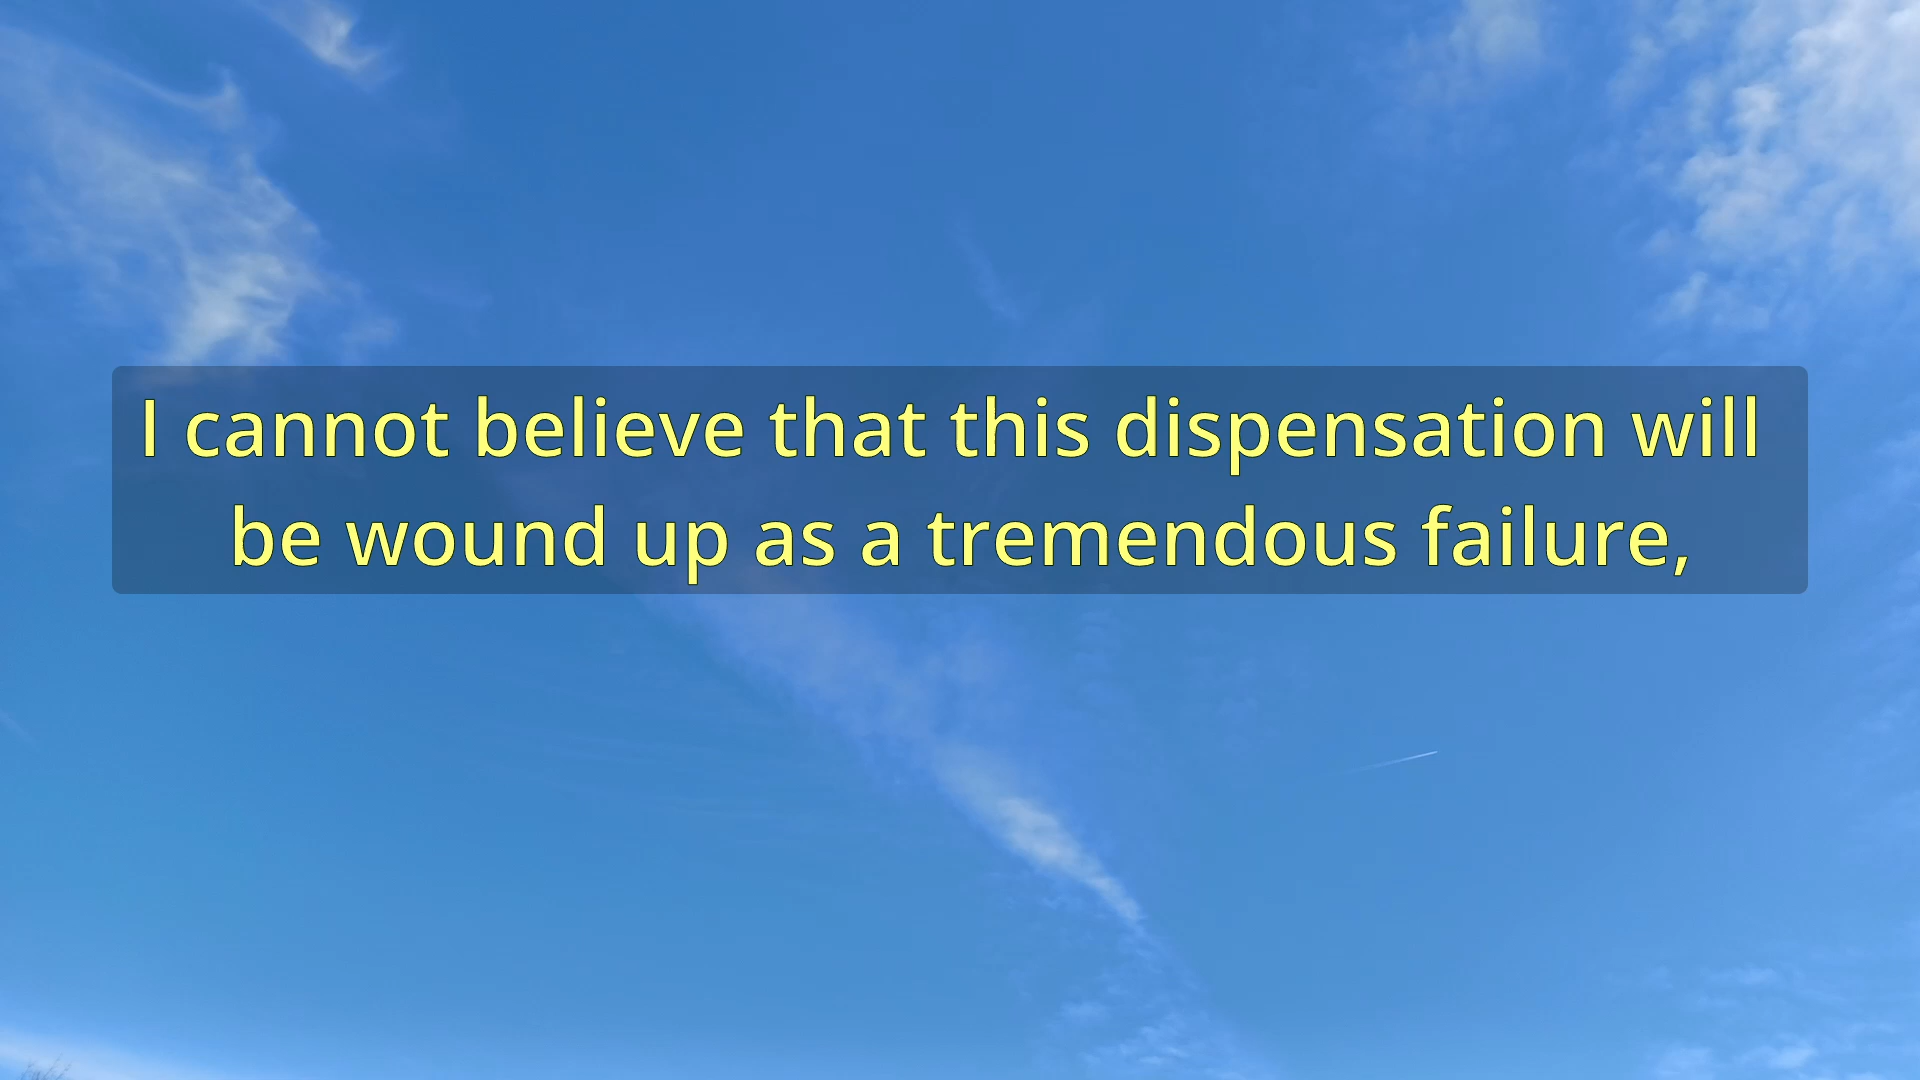 I cannot believe that this dispensation will
be wound up as a tremendous failure,